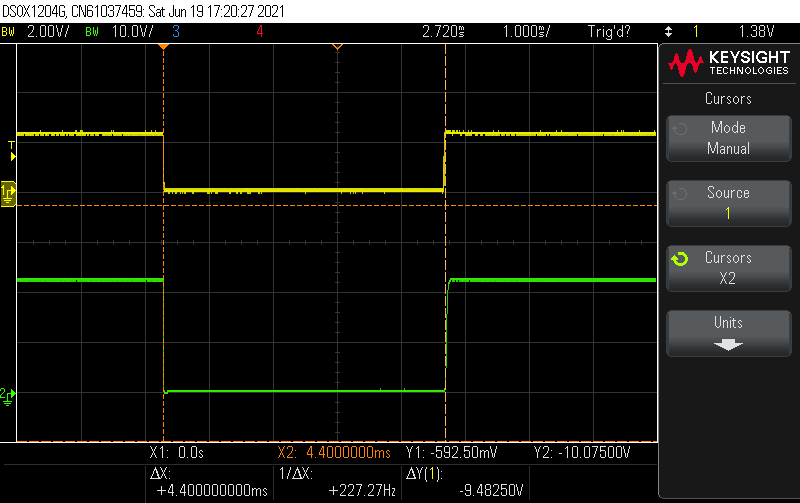 DSOX1204G, CN61037459: Sat Jun 19 17:20:27 2021
BW 2.00V/ BW 10.0V/ 3 4 2.720ms 1.000ms/ Trig'd? 1 1.38V
KEYSIGHT
TECHNOLOGIES
Cursors
Mode
Manual
Source
1
Cursors
X2
Units
T
1
2
X1: 0.0s X2: 4.4000000ms Y1: -592.50mV Y2: -10.07500V
ΔX: 1/ΔX: ΔY(1):
+4.400000000ms +227.27Hz -9.48250V